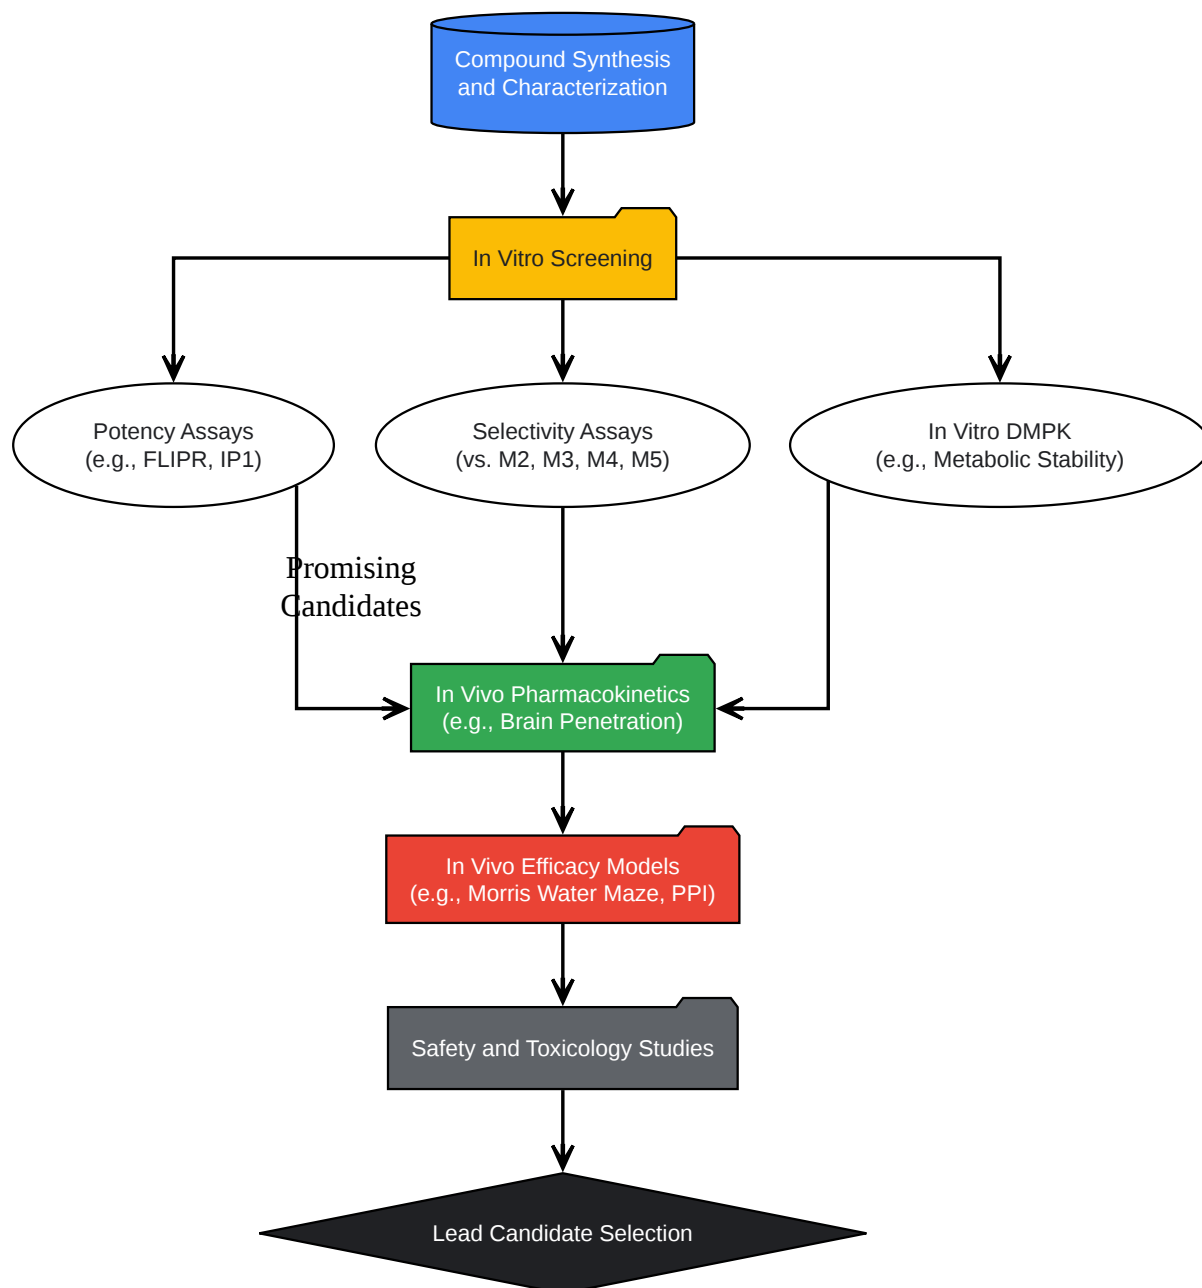 Compound Synthesis
and Characterization
In Vitro Screening
Potency Assays
(e.g., FLIPR, IP1)
Selectivity Assays
(vs. M2, M3, M4, M5)
In Vitro DMPK
(e.g., Metabolic Stability)
Promising
Candidates
In Vivo Pharmacokinetics
(e.g., Brain Penetration)
In Vivo Efficacy Models
(e.g., Morris Water Maze, PPI)
Safety and Toxicology Studies
Lead Candidate Selection